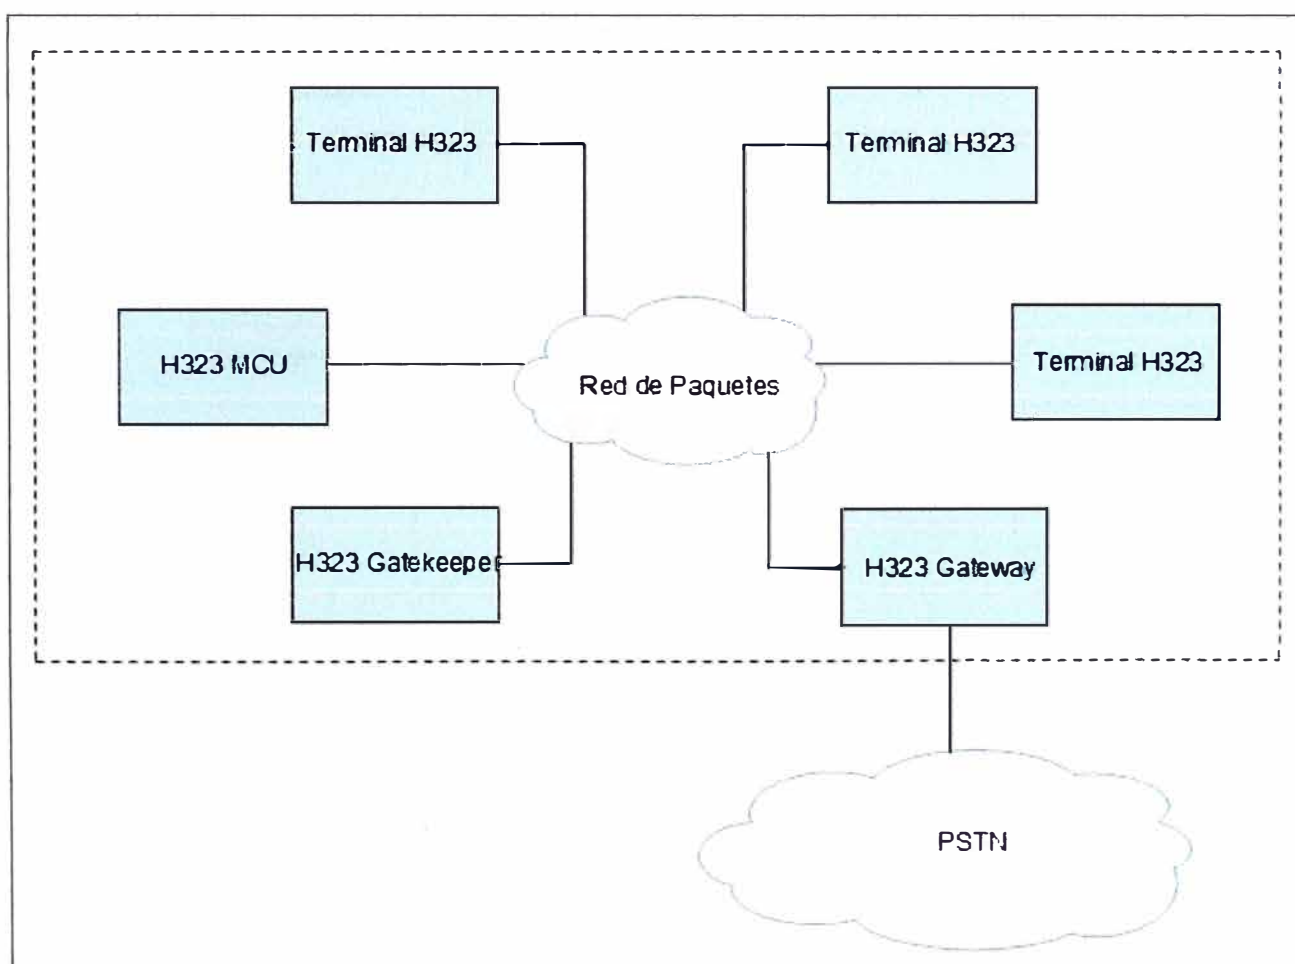 Terminal H323
Terminal H323
H323 MCU
Red de Paquetes
Terminal H323
H323 Gatekeeper
H323 Gateway
PSTN